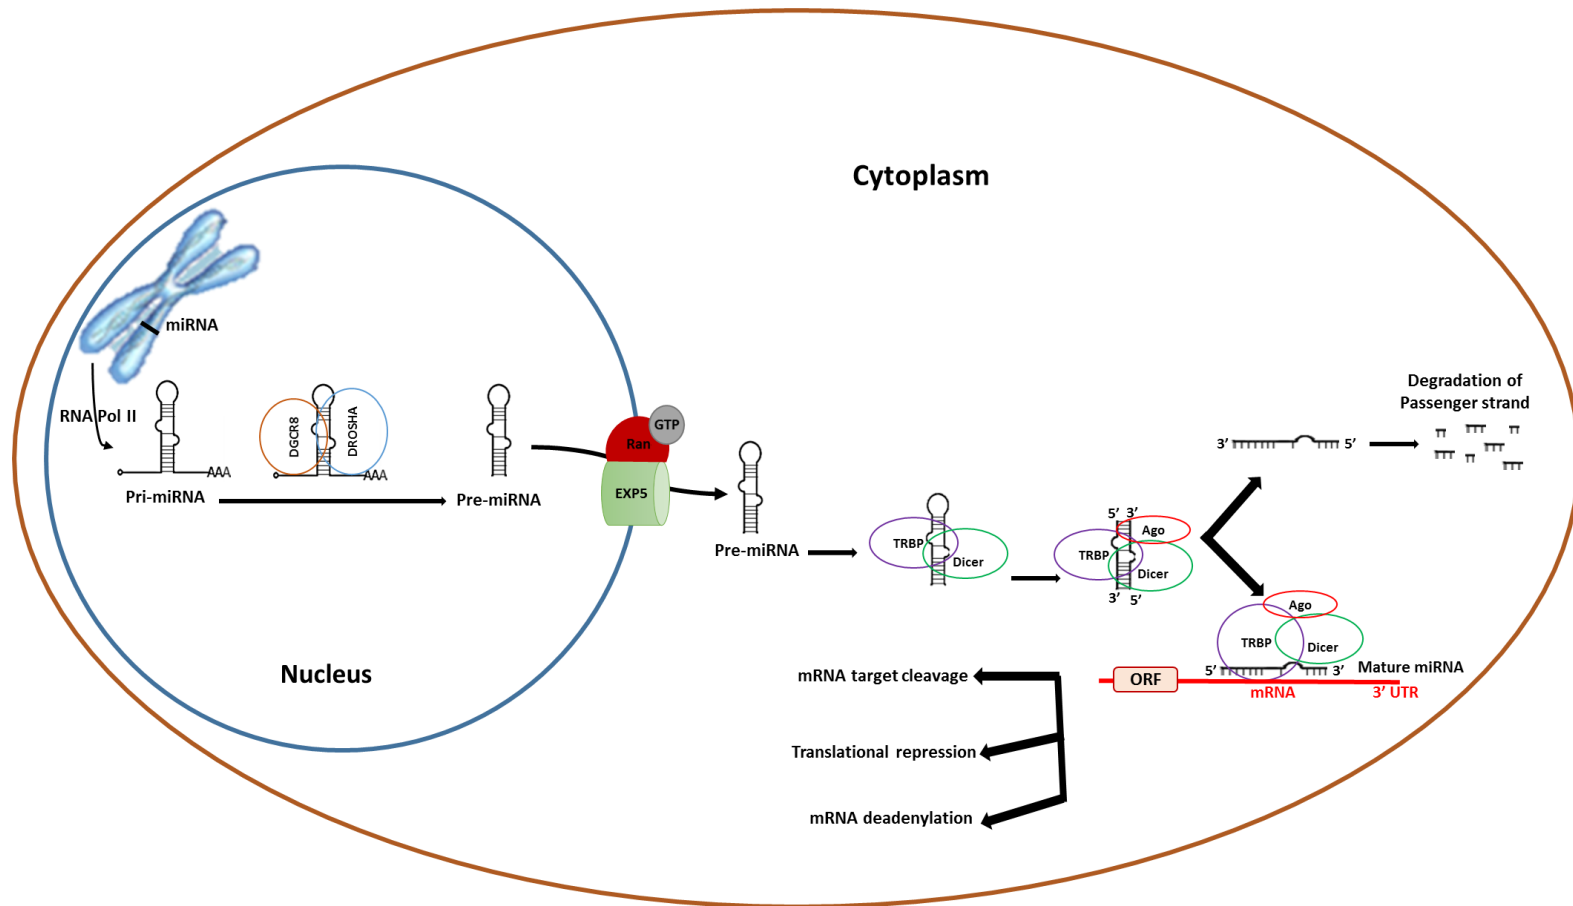 Cytoplasm
miRNA
RNA Pol II
AAA
Pri-miRNA
DGCR8
DROSHA
AAA
Pre-miRNA
Ran
GTP
EXP5
Pre-miRNA
TRBP
Dicer
5’ 3’
Ago
TRBP
Dicer
3’ 5’
Degradation of
Passenger strand
3’ 5’
Ago
TRBP
Dicer
5’ 3’
Mature miRNA
ORF
mRNA
3’ UTR
Nucleus
mRNA target cleavage
Translational repression
mRNA deadenylation